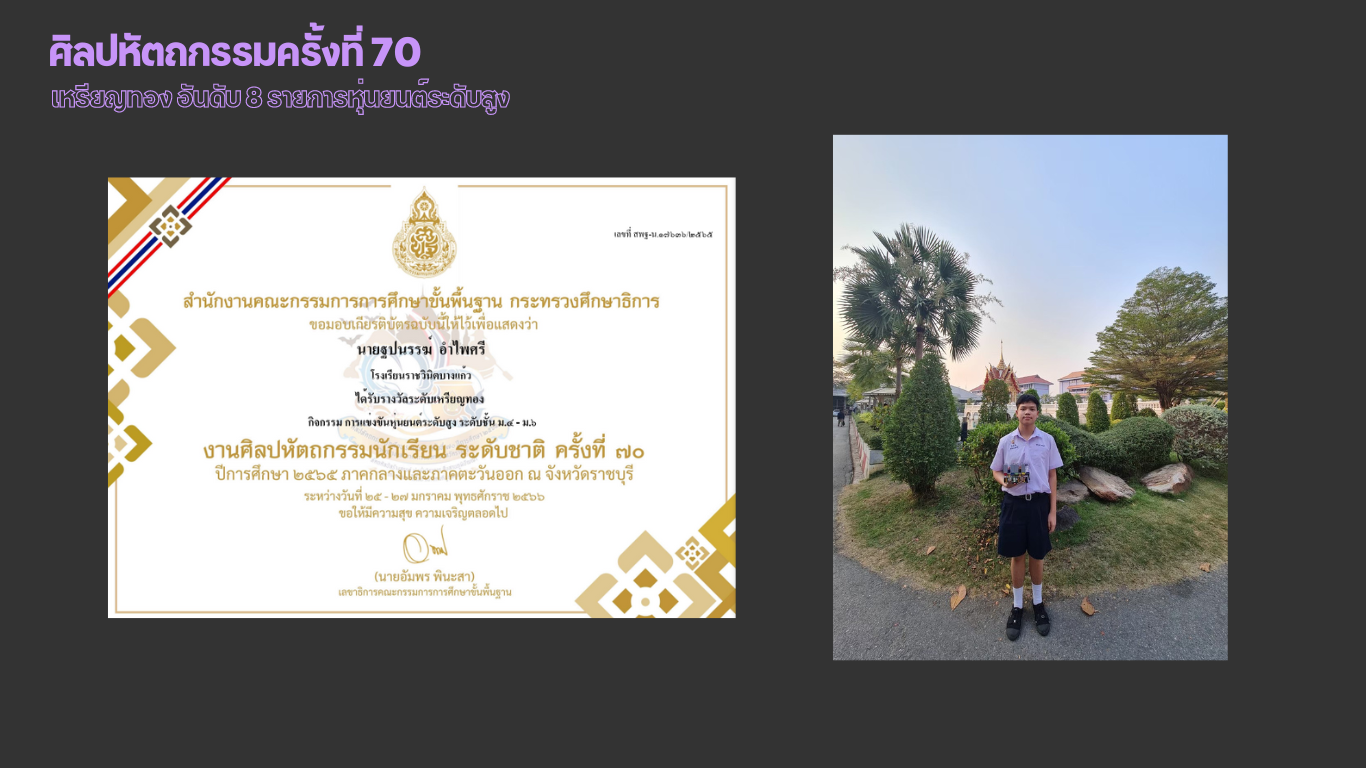 ศิลปหัตถกรรมครั้งที่ 70
เหรียญทอง อันดับ 8 รายการหุ่นยนต์ระดับสูง
สำนักงานคณะกรรมการการศึกษาขั้นพื้นฐาน กระทรวงศึกษาธิการ
ขอมอบเกียรติบัตรฉบับนี้ให้ไว้เพื่อแสดงว่า
นายฐปนรรฆ์ อำไพศรี
โรงเรียนราชวินิตบางแก้ว
ได้รับรางวัลระดับเหรียญทอง
กิจกรรม การแข่งขันหุ่นยนต์ระดับสูง ระดับชั้น ม.๔ - ม.๖
งานศิลปหัตถกรรมนักเรียน ระดับชาติ ครั้งที่ ๗๐
ปีการศึกษา ๒๕๖๕ ภาคกลางและภาคตะวันออก ณ จังหวัดราชบุรี
ระหว่างวันที่ ๒๕ - ๒๗ มกราคม พุทธศักราช ๒๕๖๖
ขอให้มีความสุข ความเจริญตลอดไป
(นายอัมพร พินะสา)
เลขาธิการคณะกรรมการการศึกษาขั้นพื้นฐาน